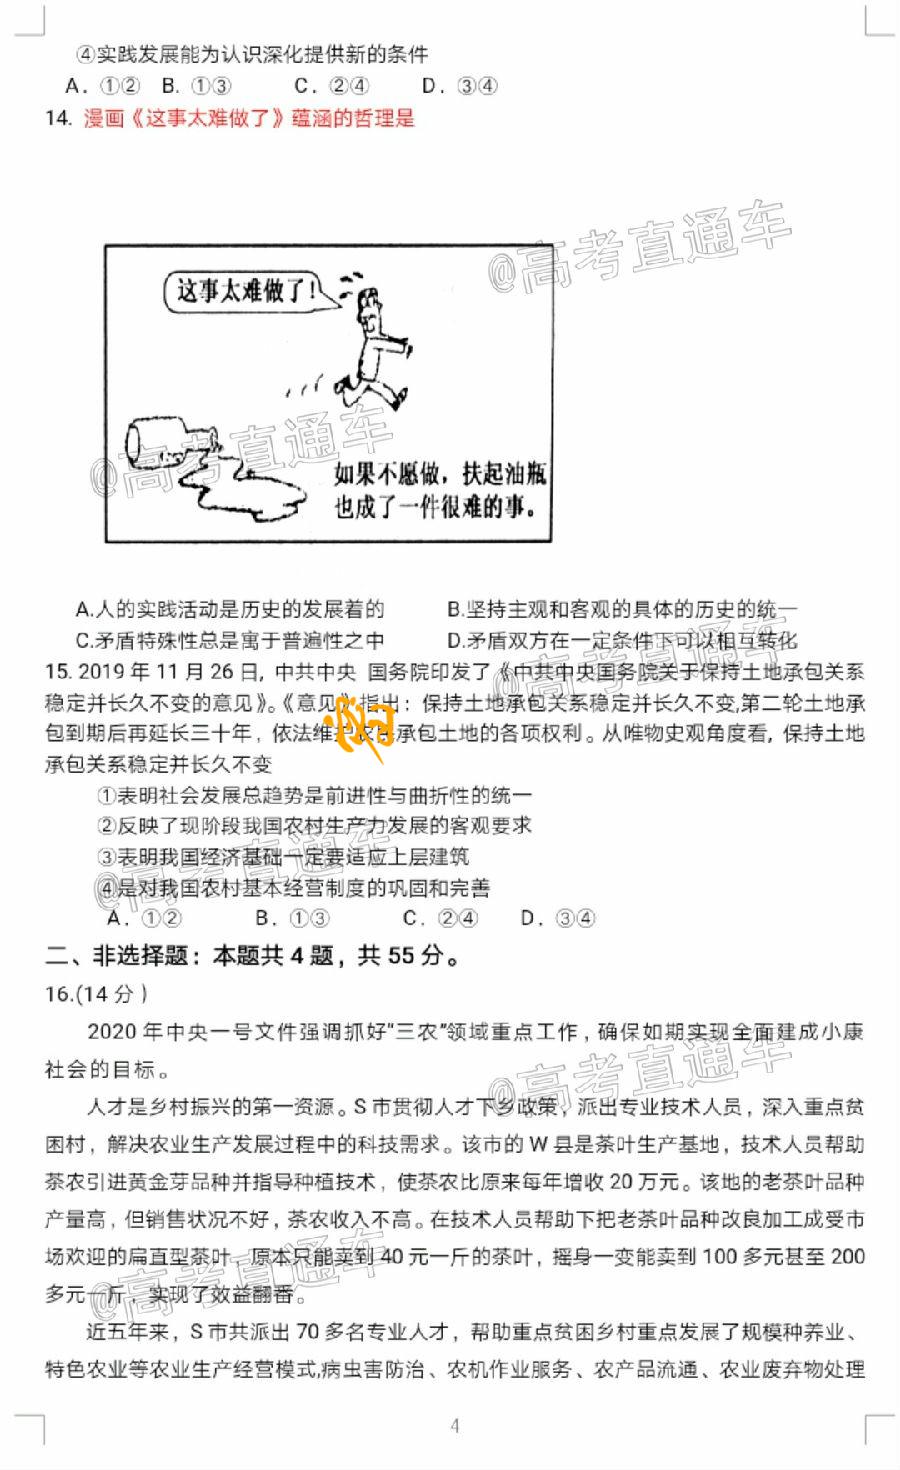 ④实践发展能为认识深化提供新的条件
A. ①② B. ①③ C. ②④ D. ③④
14. 漫画《这事太难做了》蕴涵的哲理是
@高考直通车
这事太难做了!
@高考直通车
如果不愿做，扶起油瓶
也成了一件很难的事。
A.人的实践活动是历史的发展着的 B.坚持主观和客观的具体的历史的统一
C.矛盾特殊性总是寓于普遍性之中 D.矛盾双方在一定条件下可以相互转化
@高考直通车
15. 2019 年 11 月 26 日, 中共中央 国务院印发了《中共中央国务院关于保持土地承包关系
稳定并长久不变的意见》。《意见》指出：保持土地承包关系稳定并长久不变,第二轮土地承
包到期后再延长三十年，依法维护农民承包土地的各项权利。从唯物史观角度看, 保持土地
承包关系稳定并长久不变
①表明社会发展总趋势是前进性与曲折性的统一
②反映了现阶段我国农村生产力发展的客观要求
③表明我国经济基础一定要适应上层建筑
@高考直通车
④是对我国农村基本经营制度的巩固和完善
A. ①② B. ①③ C. ②④ D. ③④
二、非选择题：本题共 4 题，共 55 分。
16.(14 分）
2020 年中央一号文件强调抓好"三农"领域重点工作，确保如期实现全面建成小康
社会的目标。
@高考直通车
人才是乡村振兴的第一资源。S 市贯彻人才下乡政策，派出专业技术人员，深入重点贫
困村，解决农业生产发展过程中的科技需求。该市的 W 县是茶叶生产基地，技术人员帮助
茶农引进黄金芽品种并指导种植技术，使茶农比原来每年增收 20 万元。该地的老茶叶品种
产量高，但销售状况不好，茶农收入不高。在技术人员帮助下把老茶叶品种改良加工成受市
场欢迎的扁直型茶叶，原本只能卖到 40 元一斤的茶叶，摇身一变能卖到 100 多元甚至 200
多元一斤，实现了效益翻番。
@高考直通车
近五年来，S 市共派出 70 多名专业人才，帮助重点贫困乡村重点发展了规模种养业、
特色农业等农业生产经营模式,病虫害防治、农机作业服务、农产品流通、农业废弃物处理
4